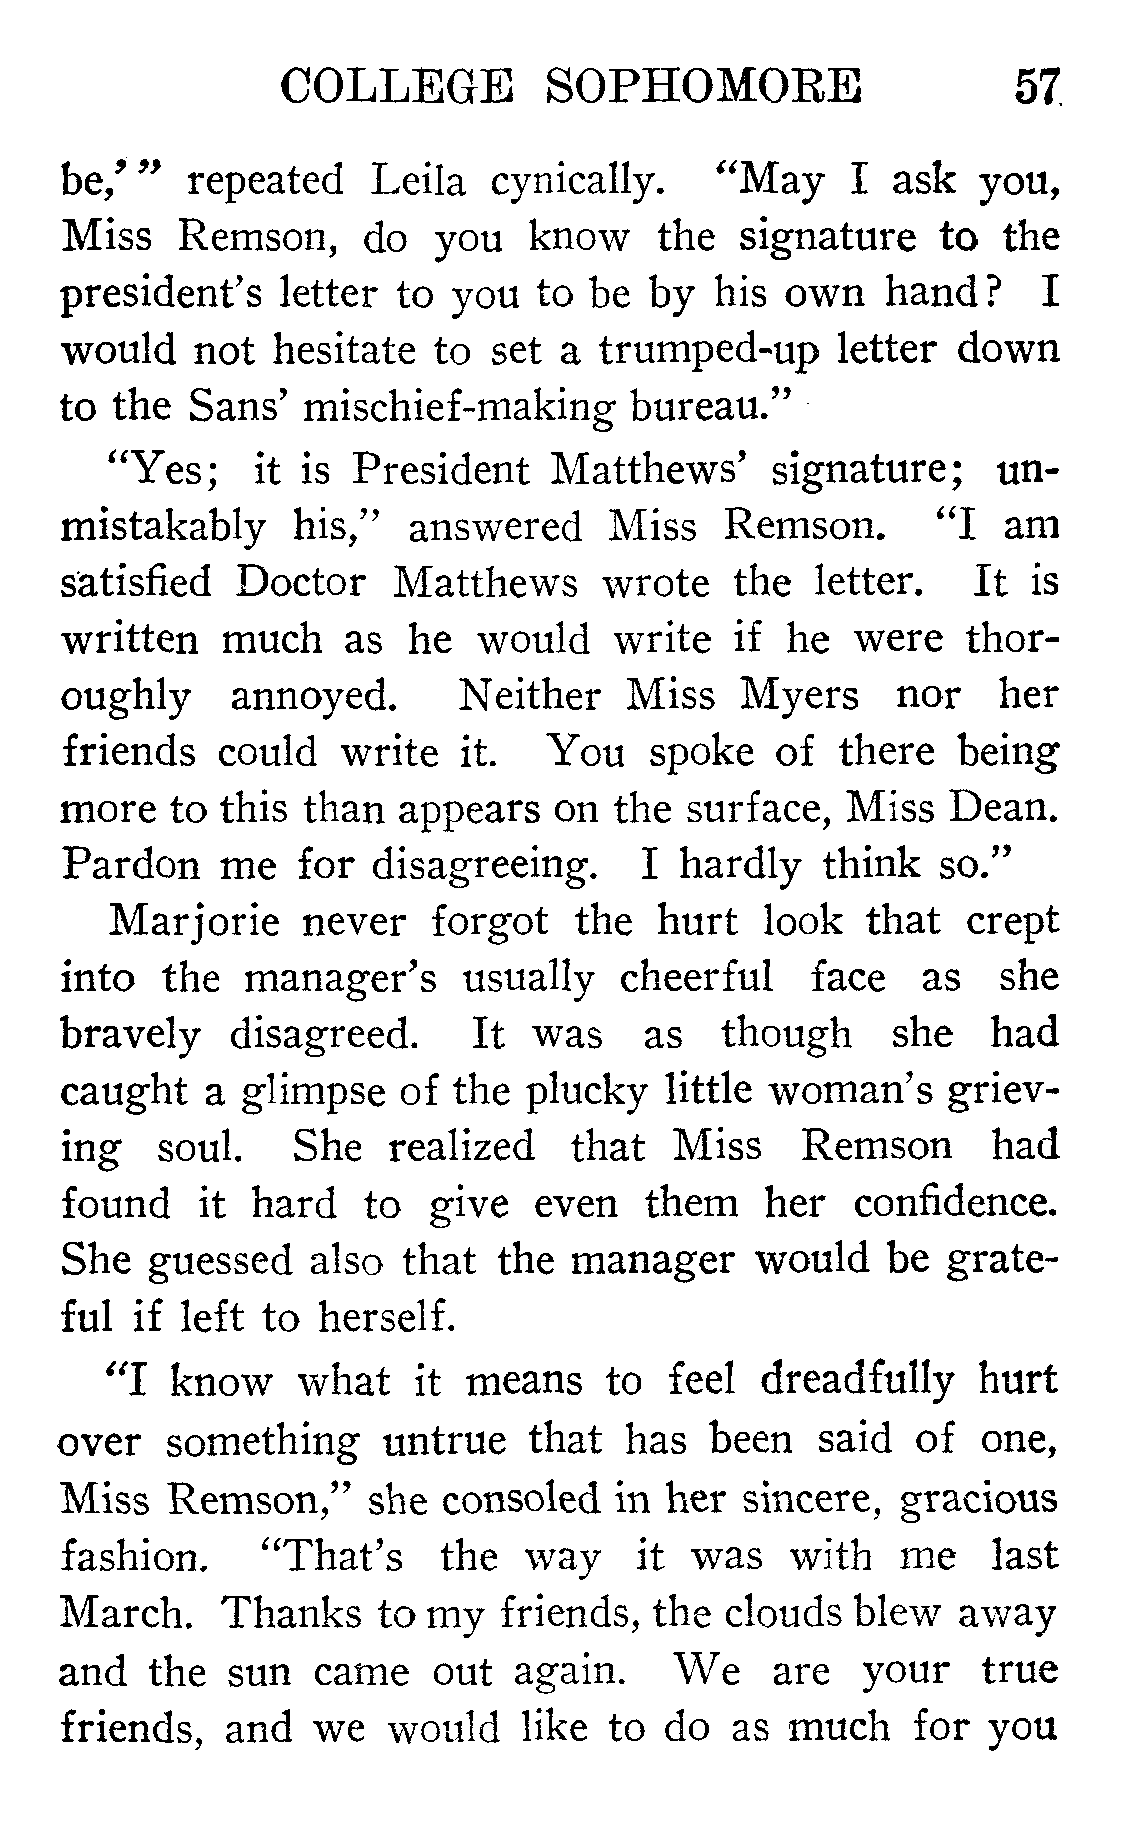 COLLEGE SOPHOMORE 57
be,’” repeated Leila cynically. “May I ask you,
Miss Remson, do you know the signature to the
president’s letter to you to be by his own hand? I
would not hesitate to set a trumped-up letter down
to the Sans’ mischief-making bureau.”
“Yes; it is President Matthews’ signature; un-
mistakably his,” answered Miss Remson. “I am
satisfied Doctor Matthews wrote the letter. It is
written much as he would write if he were thor-
oughly annoyed. Neither Miss Myers nor her
friends could write it. You spoke of there being
more to this than appears on the surface, Miss Dean.
Pardon me for disagreeing. I hardly think so.”
Marjorie never forgot the hurt look that crept
into the manager’s usually cheerful face as she
bravely disagreed. It was as though she had
caught a glimpse of the plucky little woman’s griev-
ing soul. She realized that Miss Remson had
found it hard to give even them her confidence.
She guessed also that the manager would be grate-
ful if left to herself.
“I know what it means to feel dreadfully hurt
over something untrue that has been said of one,
Miss Remson,” she consoled in her sincere, gracious
fashion. “That’s the way it was with me last
March. Thanks to my friends, the clouds blew away
and the sun came out again. We are your true
friends, and we would like to do as much for you